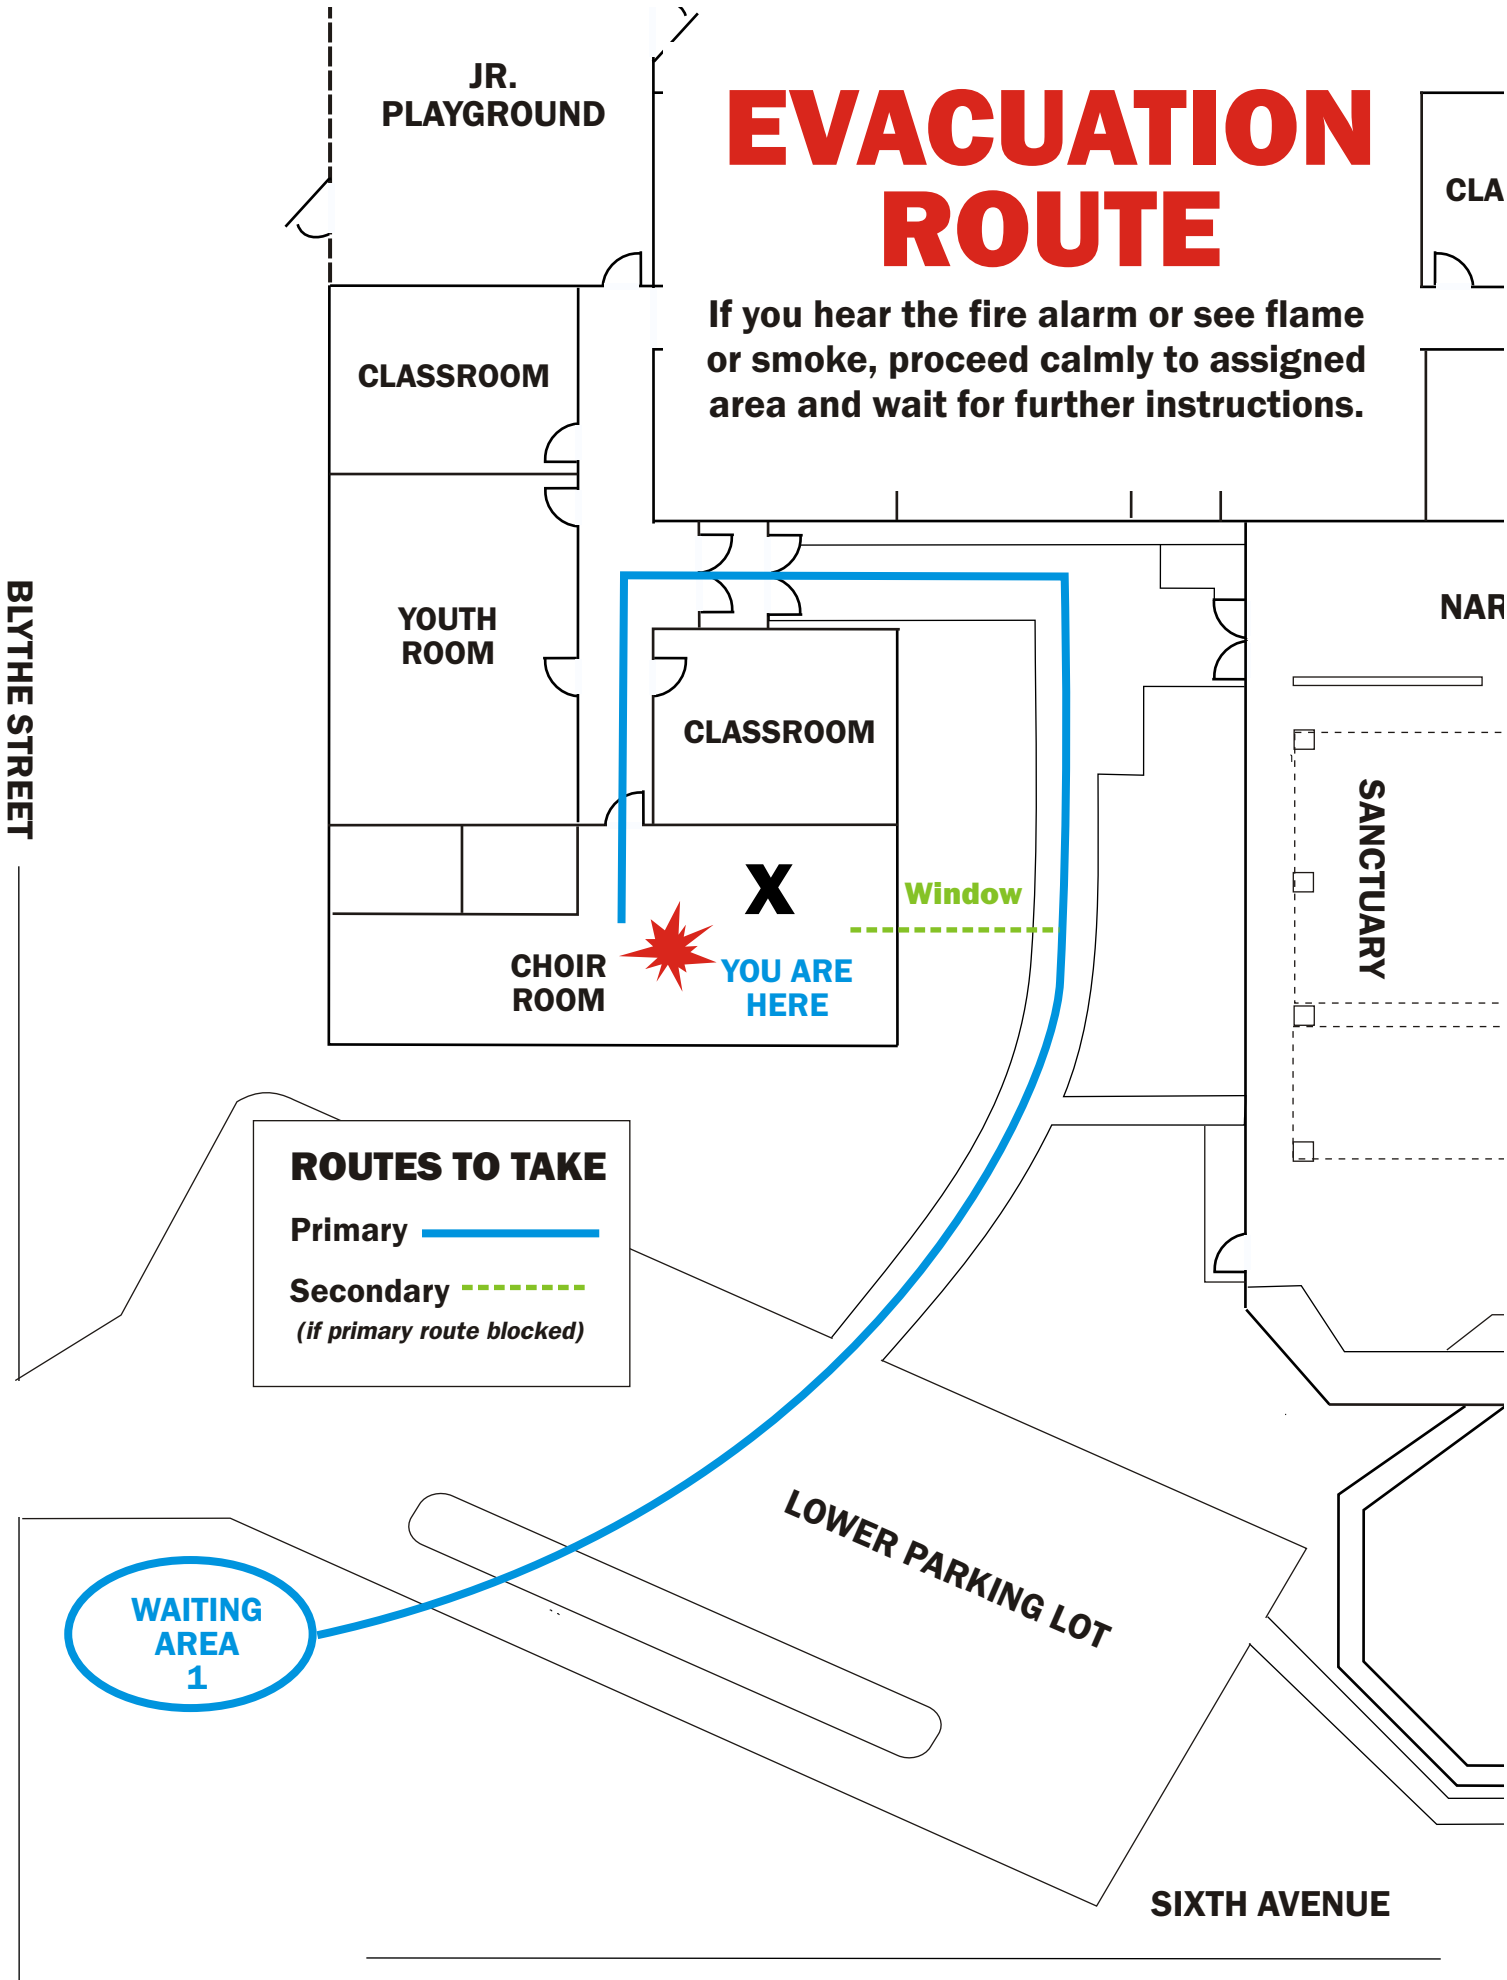 JR.
PLAYGROUND
EVACUATION
ROUTE
CLA
If you hear the fire alarm or see flame
or smoke, proceed calmly to assigned
area and wait for further instructions.
CLASSROOM
YOUTH
ROOM
NAR
BLYTHE STREET
CLASSROOM
SANCTUARY
X
Window
CHOIR
ROOM
YOU ARE
HERE
ROUTES TO TAKE
Primary
Secondary
(if primary route blocked)
LOWER PARKING LOT
WAITING
AREA
1
SIXTH AVENUE